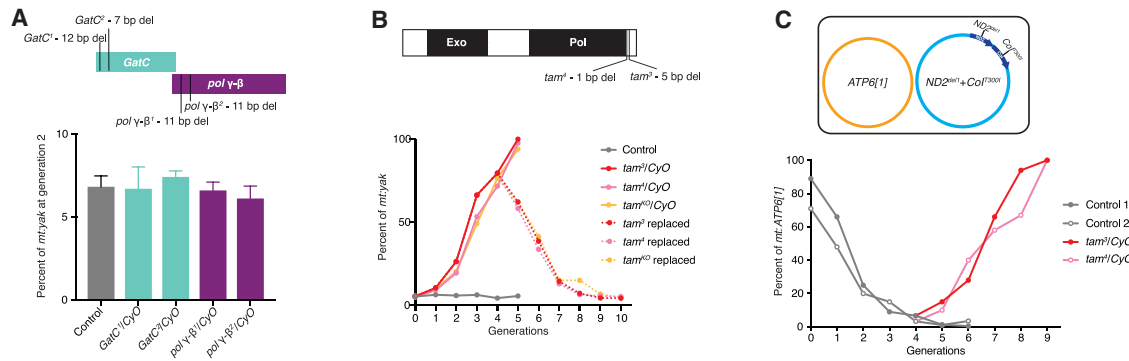 A
GatC² - 7 bp del
GatC¹ - 12 bp del
GatC
pol γ-β
pol γ-β² - 11 bp del
pol γ-β¹ - 11 bp del
Percent of mt:yak at generation 2
10
5
0
Control
GatC¹/CyO
GatC²/CyO
pol γ-β¹/CyO
pol γ-β²/CyO
B
Exo
Pol
tam⁴ - 1 bp del
tam³ - 5 bp del
Percent of mt:yak
100
50
0
0 1 2 3 4 5 6 7 8 9 10
Generations
Control
tam³/CyO
tam⁴/CyO
tamᴷᴼ/CyO
tam³ replaced
tam⁴ replaced
tamᴷᴼ replaced
C
ATP6[1]
ND2ᵈᵉˡ¹
CoIᵀ³⁰⁰ᴵ
ND2ᵈᵉˡ¹+CoIᵀ³⁰⁰ᴵ
Percent of mt:ATP6[1]
100
80
60
40
20
0
0 1 2 3 4 5 6 7 8 9
Generations
Control 1
Control 2
tam³/CyO
tam⁴/CyO